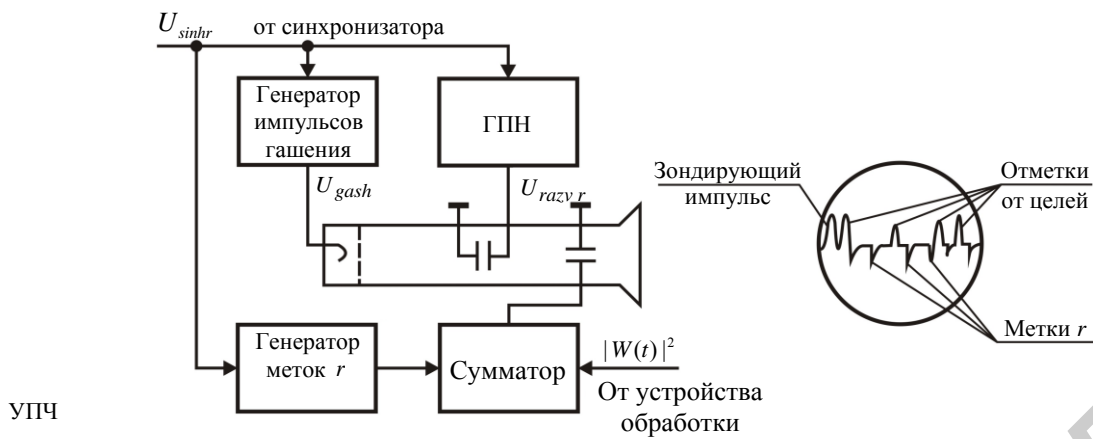 U_sinhr от синхронизатора
Генератор
импульсов
гашения
ГПН
U_gash
U_razv r
Зондирующий
импульс
Отметки
от целей
Метки r
Генератор
меток r
Сумматор
|W(t)|²
От устройства
обработки
УПЧ